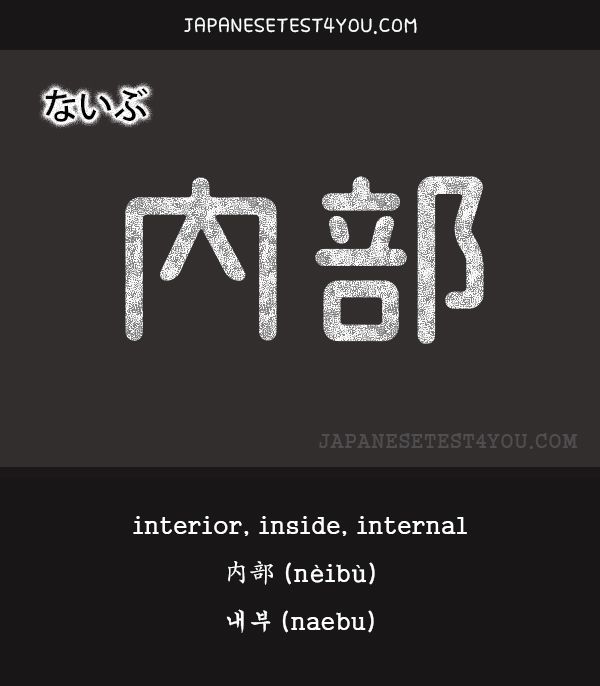 JAPANESETEST4YOU.COM
ないぶ
内部
JAPANESETEST4YOU.COM
interior, inside, internal
内部 (nèibù)
내부 (naebu)